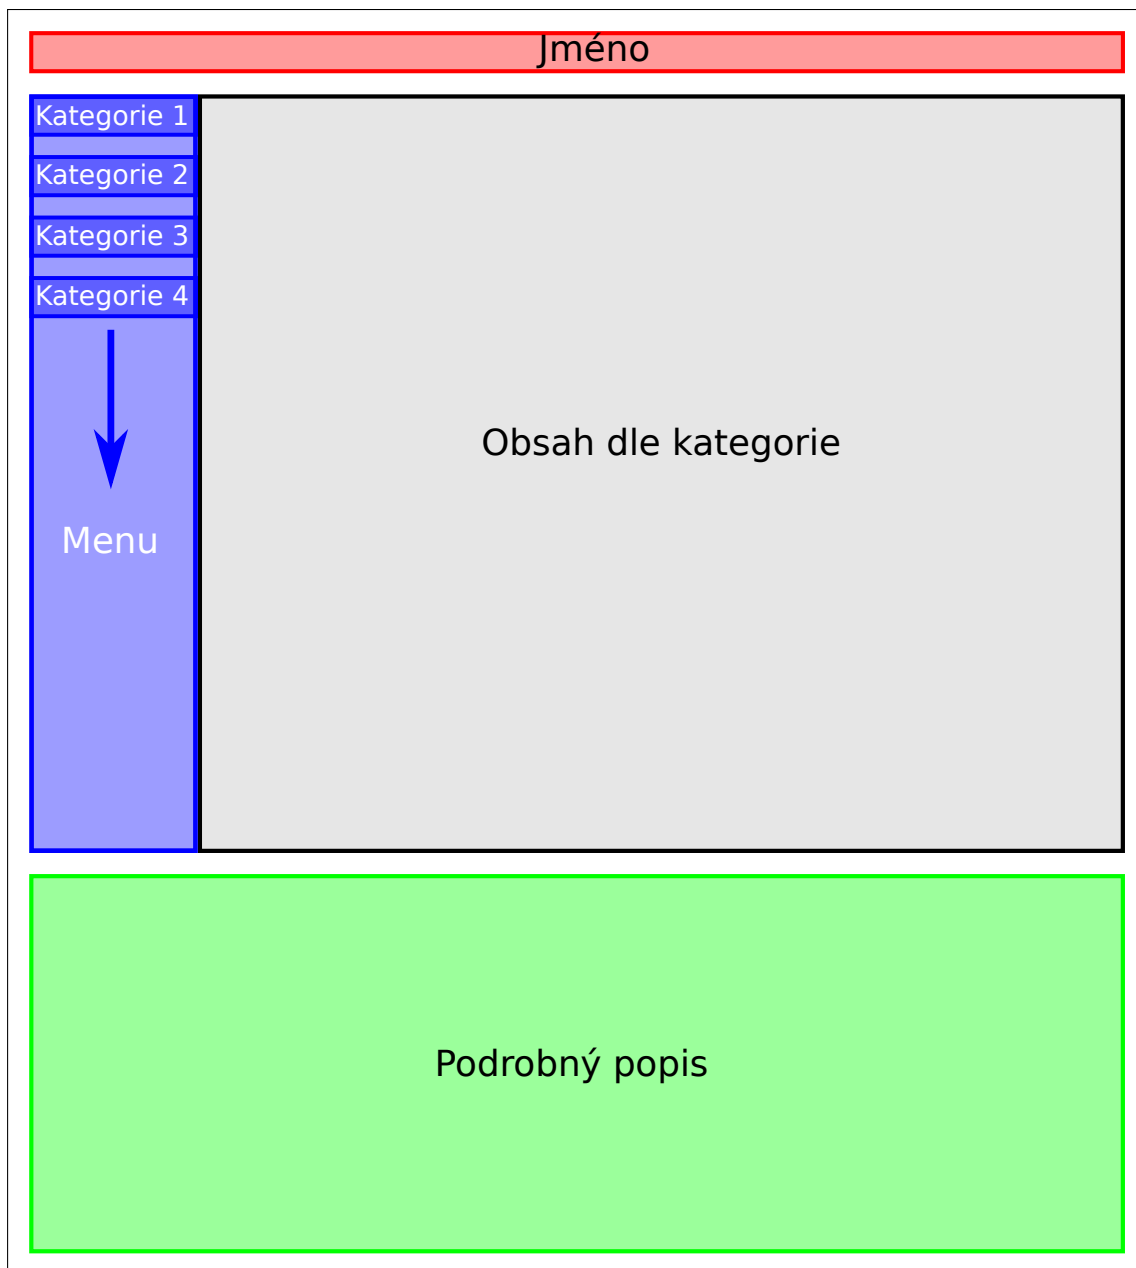 Jméno
Kategorie 1
Kategorie 2
Kategorie 3
Kategorie 4
Menu
Obsah dle kategorie
Podrobný popis